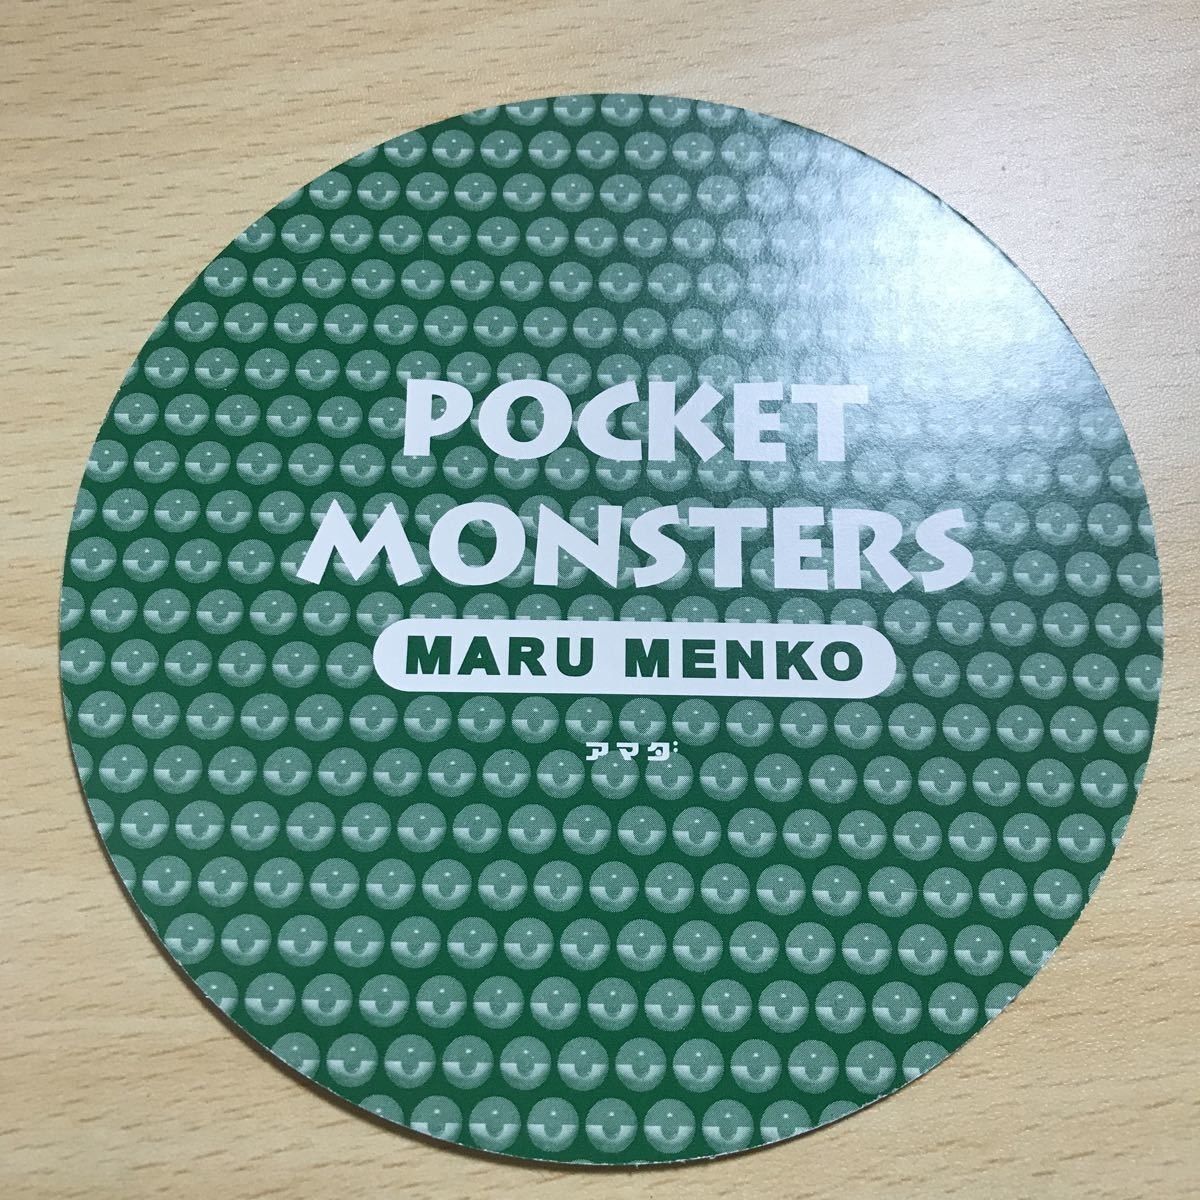 POCKET
MONSTERS
MARU MENKO
アマダ